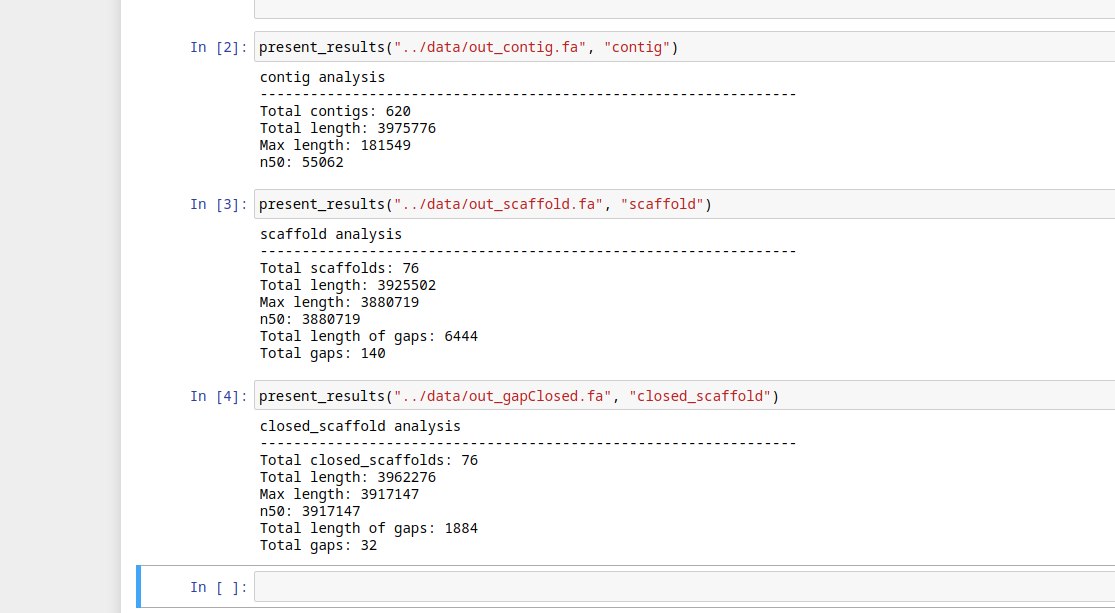 In [2]: present_results("../data/out_contig.fa", "contig")
contig analysis
----------------------------------------------------------------
Total contigs: 620
Total length: 3975776
Max length: 181549
n50: 55062
In [3]: present_results("../data/out_scaffold.fa", "scaffold")
scaffold analysis
----------------------------------------------------------------
Total scaffolds: 76
Total length: 3925502
Max length: 3880719
n50: 3880719
Total length of gaps: 6444
Total gaps: 140
In [4]: present_results("../data/out_gapClosed.fa", "closed_scaffold")
closed_scaffold analysis
----------------------------------------------------------------
Total closed_scaffolds: 76
Total length: 3962276
Max length: 3917147
n50: 3917147
Total length of gaps: 1884
Total gaps: 32
In [ ]: